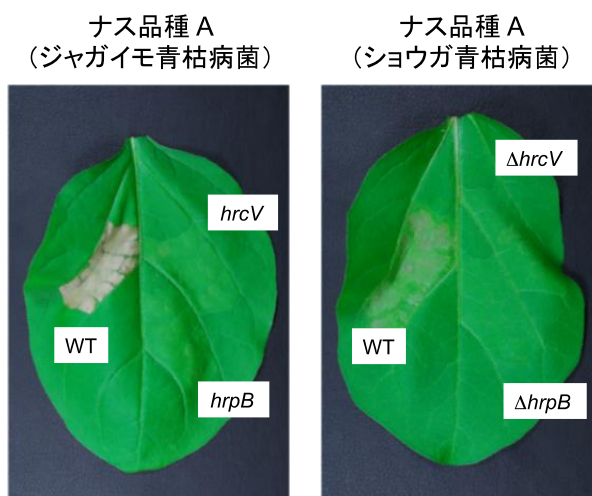 ナス品種 A
（ジャガイモ青枯病菌）
ナス品種 A
（ショウガ青枯病菌）
hrcV
WT
hrpB
ΔhrcV
WT
ΔhrpB